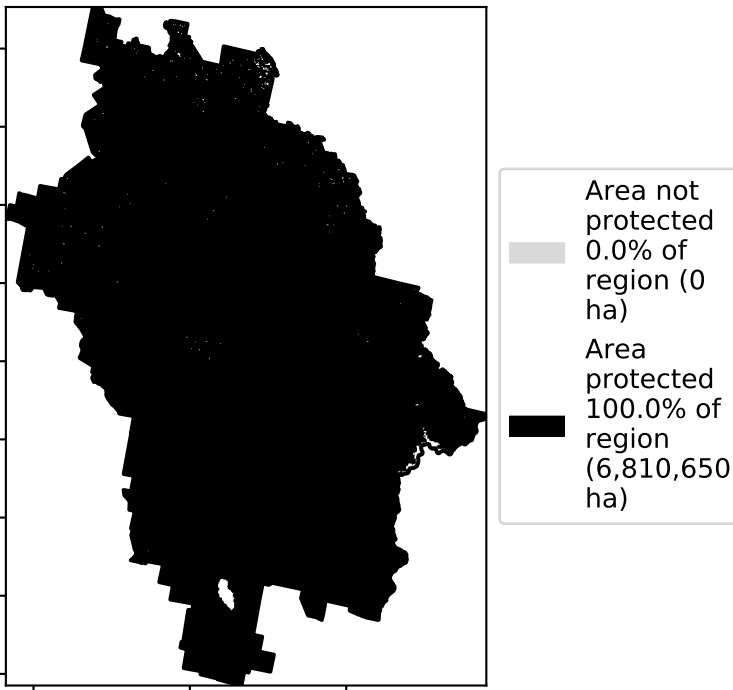 Area not
protected
0.0% of
region (0
ha)
Area
protected
100.0% of
region
(6,810,650
ha)